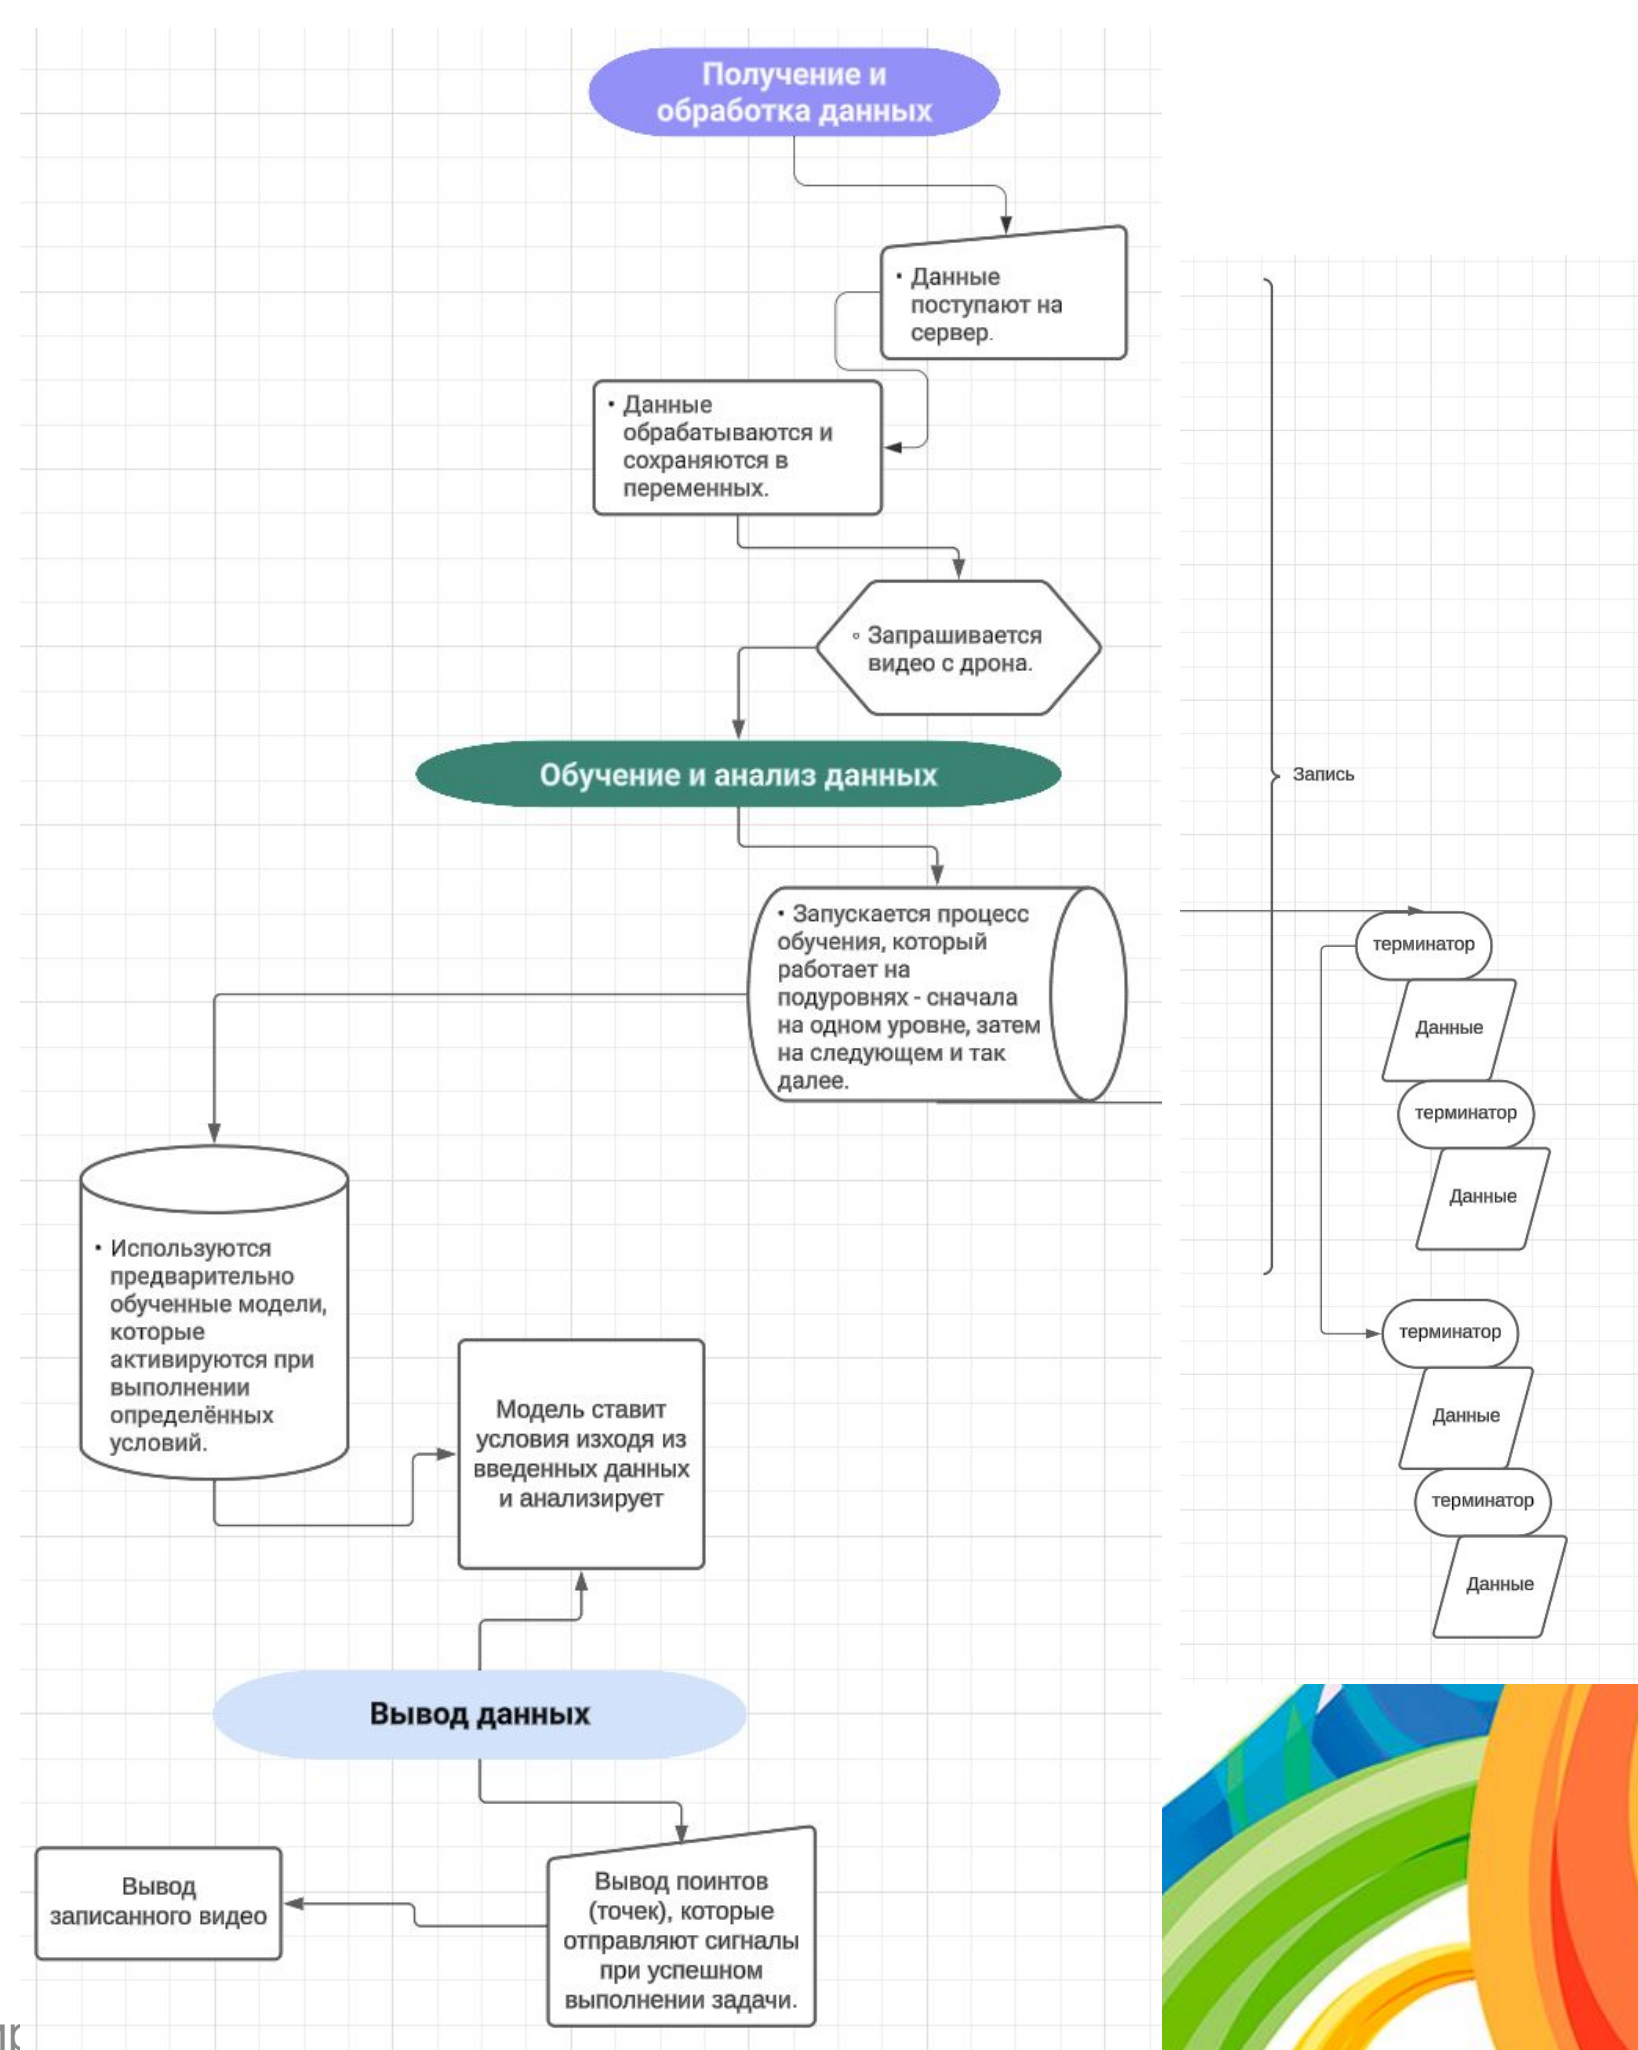 Получение и
обработка данных
• Данные
поступают на
сервер.
• Данные
обрабатываются и
сохраняются в
переменных.
◦ Запрашивается
видео с дрона.
Обучение и анализ данных
• Запускается процесс
обучения, который
работает на
подуровнях - сначала
на одном уровне, затем
на следующем и так
далее.
• Используются
предварительно
обученные модели,
которые
активируются при
выполнении
определённых
условий.
Модель ставит
условия изходя из
введенных данных
и анализирует
Вывод данных
Вывод поинтов
(точек), которые
отправляют сигналы
при успешном
выполнении задачи.
Вывод
записанного видео
Запись
терминатор
Данные
терминатор
Данные
терминатор
Данные
терминатор
Данные